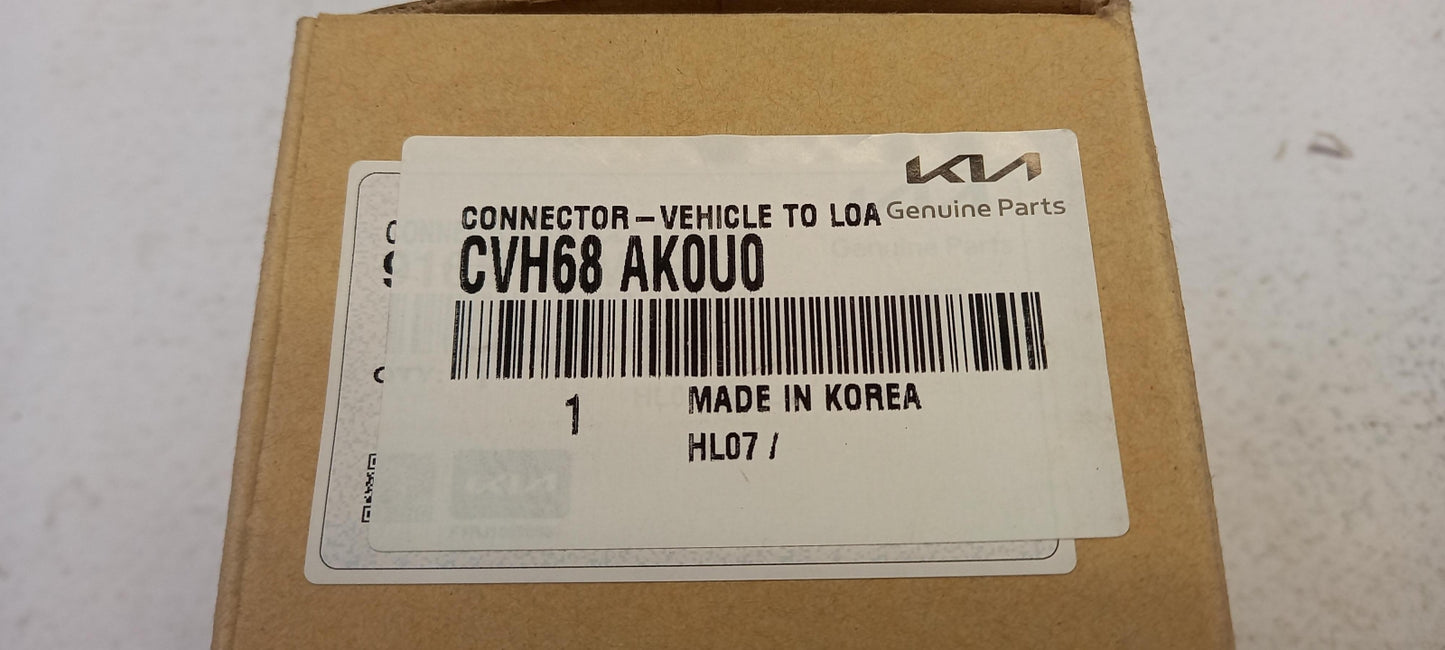 KIA
Genuine Parts
CONNECTOR-VEHICLE TO LOA
CVH68 AK0U0
1
MADE IN KOREA
HL07 /